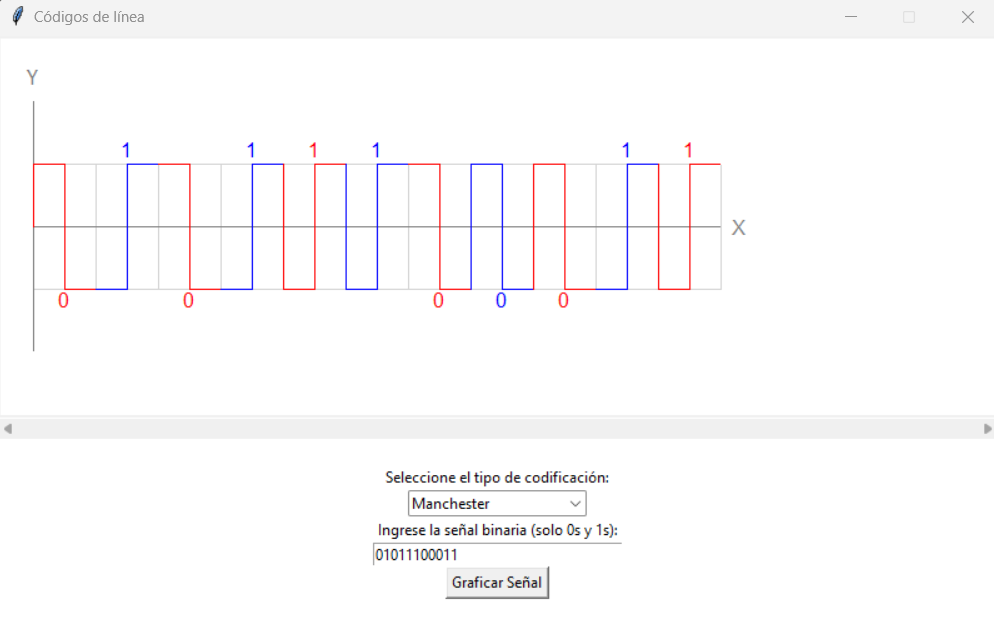 Códigos de línea
Y
1 1 1 1 1 1
X
0 0 0 0 0
Seleccione el tipo de codificación:
Manchester
Ingrese la señal binaria (solo 0s y 1s):
01011100011
Graficar Señal